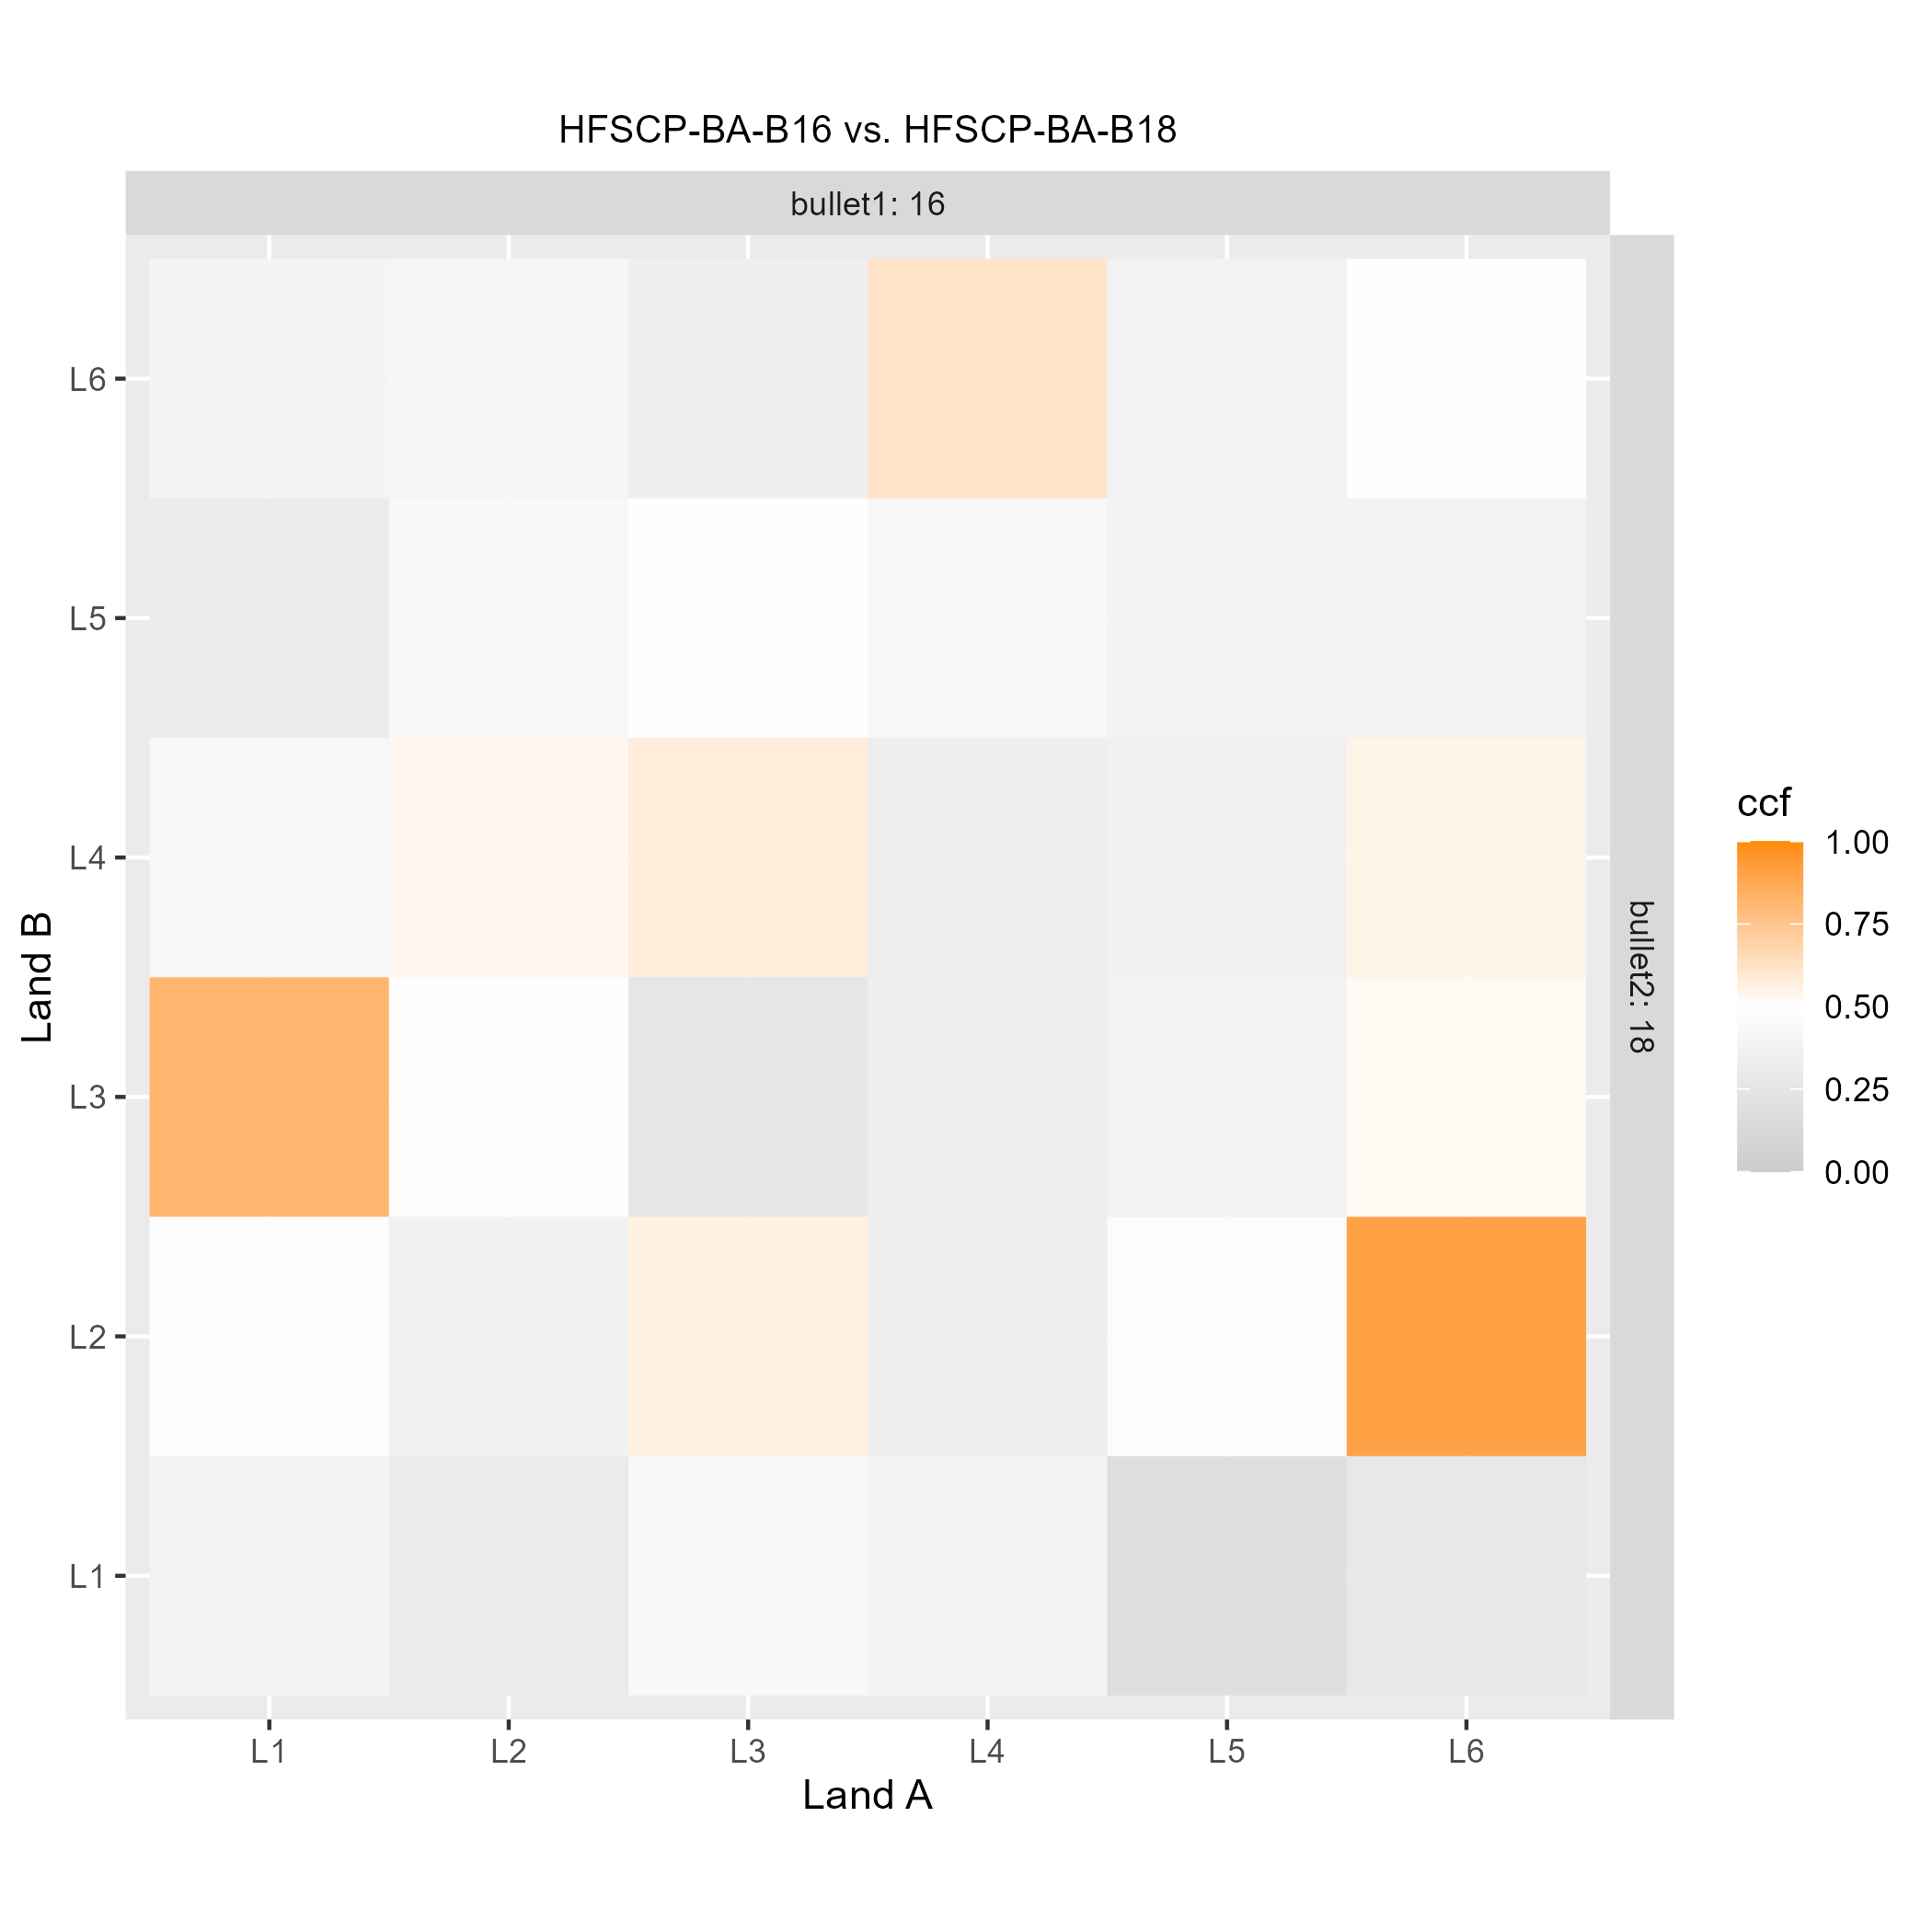 HFSCP-BA-B16 vs. HFSCP-BA-B18
bullet1: 16
L6
L5
L4
L3
L2
L1
Land B
bullet2: 18
L1 L2 L3 L4 L5 L6
Land A
ccf
1.00
0.75
0.50
0.25
0.00